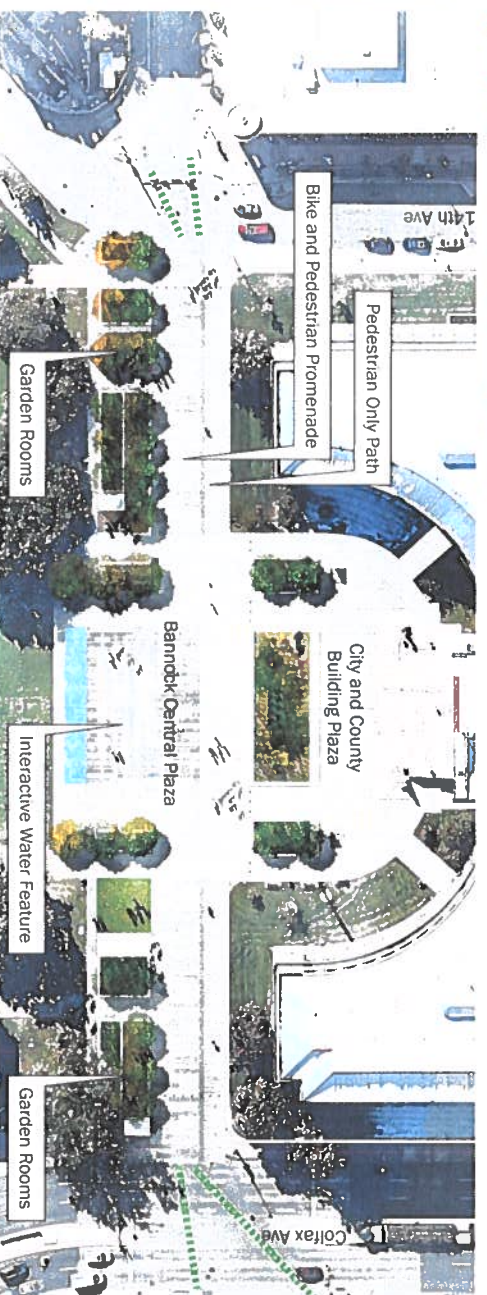 14th Ave
Pedestrian Only Path
Bike and Pedestrian Promenade
Garden Rooms
City and County
Building Plaza
Bannock Central Plaza
Interactive Water Feature
Garden Rooms
Colfax Ave